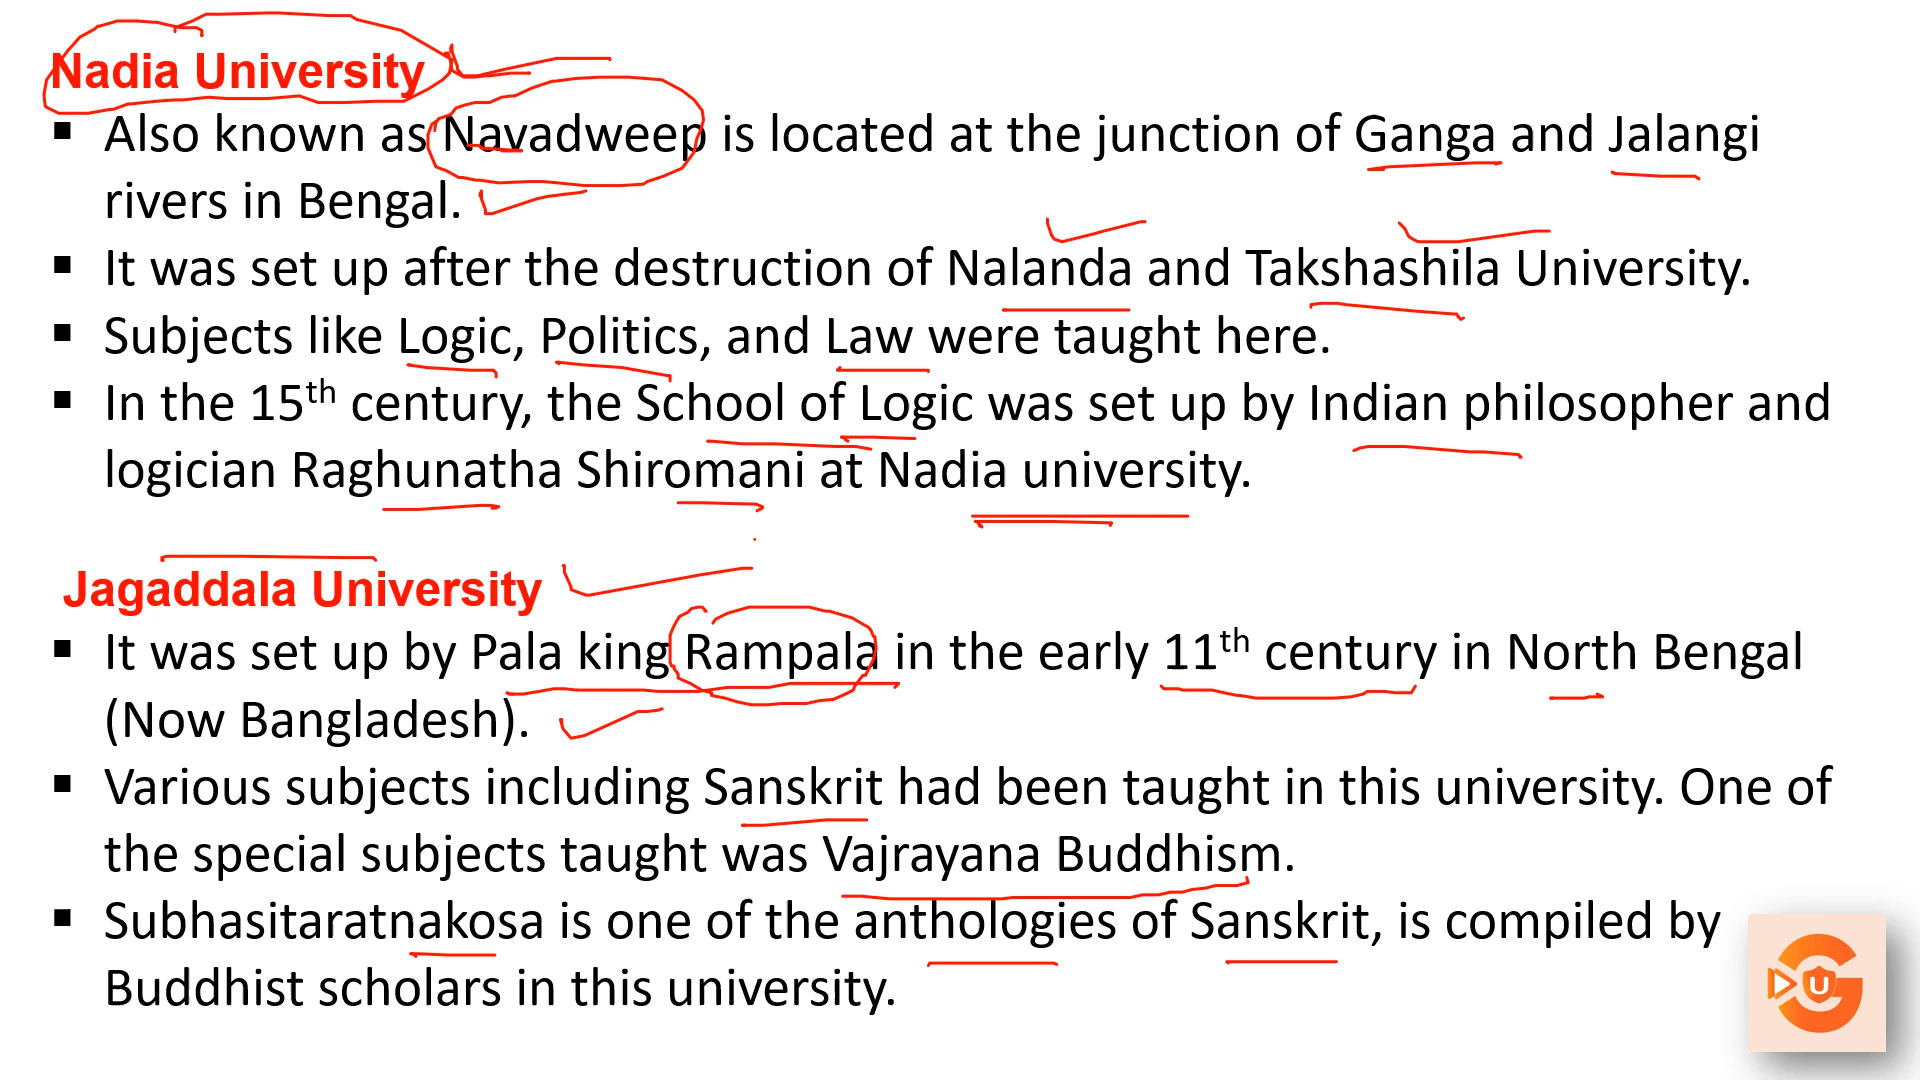 Nadia University
▪ Also known as Navadweep is located at the junction of Ganga and Jalangi
rivers in Bengal.
▪ It was set up after the destruction of Nalanda and Takshashila University.
▪ Subjects like Logic, Politics, and Law were taught here.
▪ In the 15th century, the School of Logic was set up by Indian philosopher and
logician Raghunatha Shiromani at Nadia university.
Jagaddala University
▪ It was set up by Pala king Rampala in the early 11th century in North Bengal
(Now Bangladesh).
▪ Various subjects including Sanskrit had been taught in this university. One of
the special subjects taught was Vajrayana Buddhism.
▪ Subhasitaratnakosa is one of the anthologies of Sanskrit, is compiled by
Buddhist scholars in this university.
U